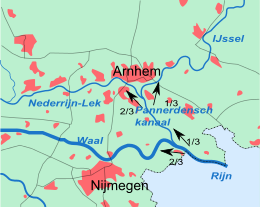 IJssel
Arnhem
Nederrijn-Lek
1/3
2/3
Pannerdensch
kanaal
Waal
1/3
2/3
Rijn
Nijmegen